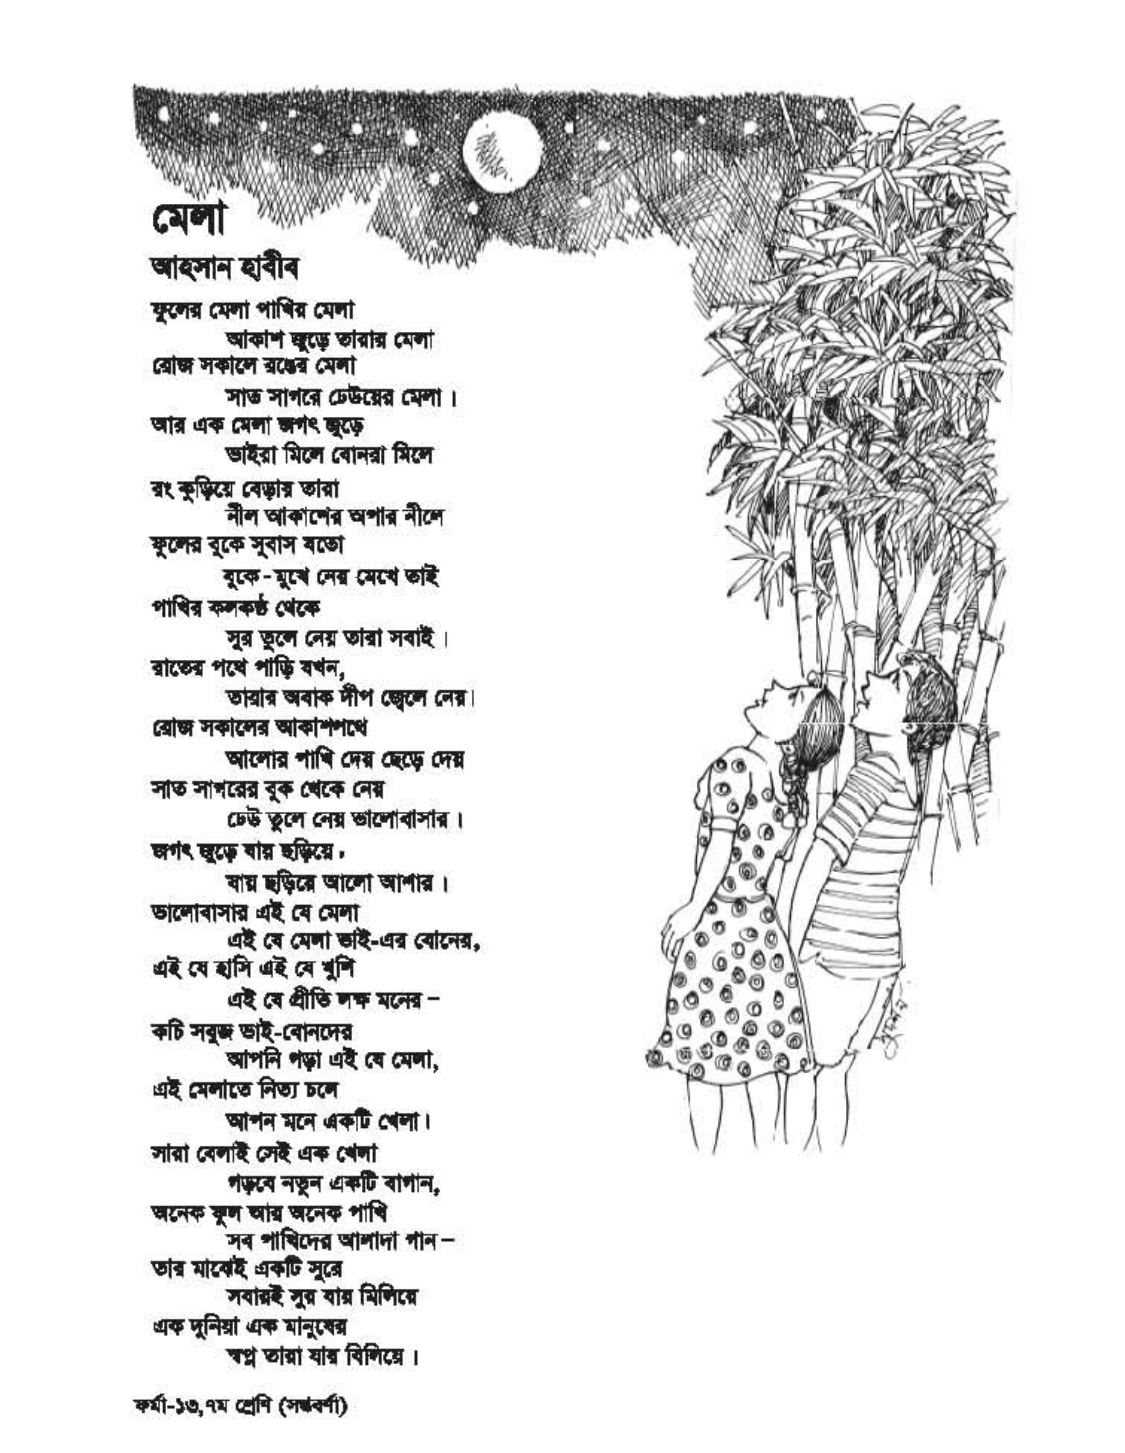 মেলা
আহসান হাবীব
ফুলের মেলা পাখির মেলা
আকাশ জুড়ে তারার মেলা
রোজ সকালে রঙের মেলা
সাত সাগরে ঢেউয়ের মেলা।
আর এক মেলা জগৎ জুড়ে
ভাইরা মিলে বোনরা মিলে
রং কুড়িয়ে বেড়ায় তারা
নীল আকাশের অপার নীলে
ফুলের বুকে সুবাস যতো
বুকে-মুখে নেয় মেখে তাই
পাখির কলকণ্ঠ থেকে
সুর তুলে নেয় তারা সবাই।
রাতের পথে পাড়ি যখন,
তারার অবাক দীপ জ্বেলে নেয়।
রোজ সকালের আকাশপথে
আলোর পাখি দেয় ছেড়ে দেয়
সাত সাগরের বুক থেকে নেয়
ঢেউ তুলে নেয় ভালোবাসার।
জগৎ জুড়ে যায় ছড়িয়ে,
যায় ছড়িয়ে আলো আশার।
ভালোবাসার এই যে মেলা
এই যে মেলা ভাই-এর বোনের,
এই যে হাসি এই যে খুশি
এই যে প্রীতি লক্ষ মনের –
কচি সবুজ ভাই-বোনদের
আপনি গড়া এই যে মেলা,
এই মেলাতে নিত্য চলে
আপন মনে একটি খেলা।
সারা বেলাই সেই এক খেলা
গড়বে নতুন একটি বাগান,
অনেক ফুল আর অনেক পাখি
সব পাখিদের আলাদা গান –
তার মাঝেই একটি সুরে
সবারই সুর যায় মিলিয়ে
এক দুনিয়া এক মানুষের
স্বপ্ন তারা যায় বিলিয়ে।
ফর্মা-১৩,৭ম শ্রেণি (সপ্তবর্ণা)